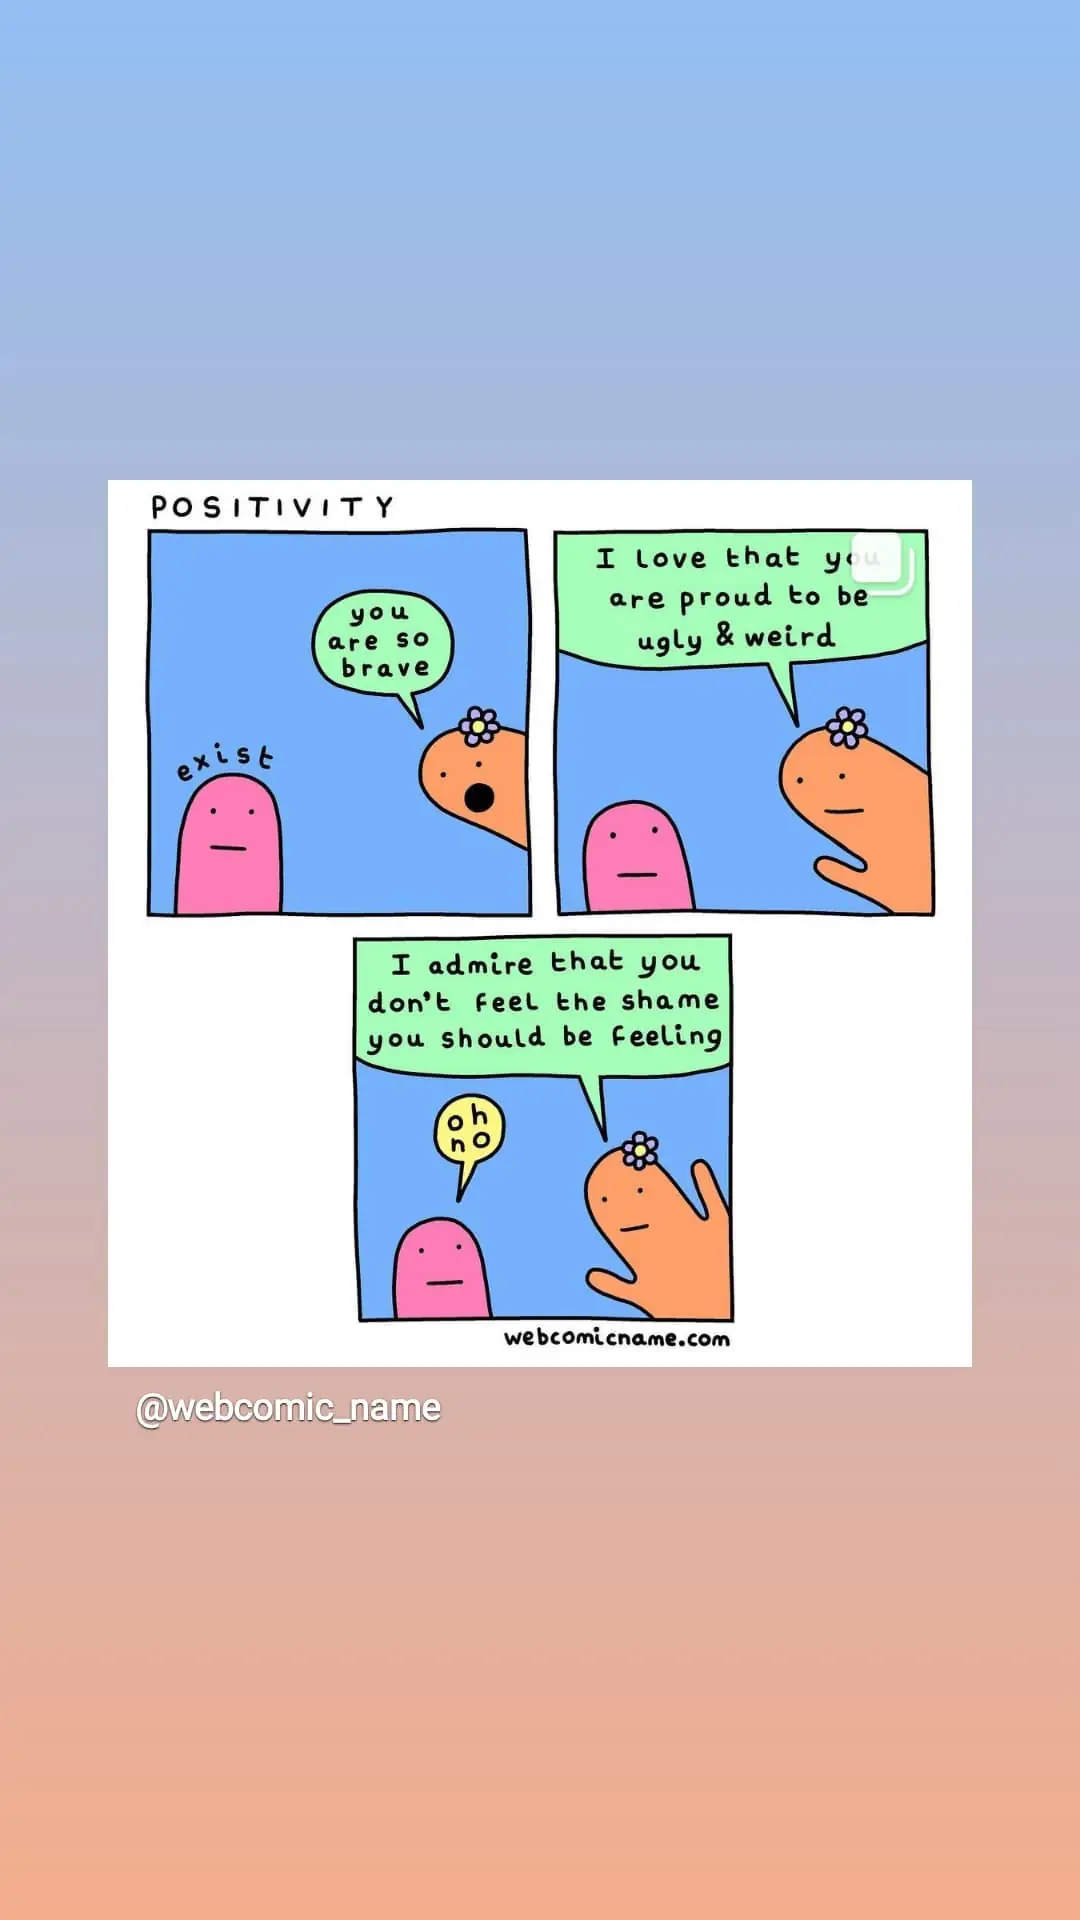 POSITIVITY
you
are so
brave
exist
I love that you
are proud to be
ugly & weird
I admire that you
don't feel the shame
you should be feeling
oh
no
webcomicname.com
@webcomic_name